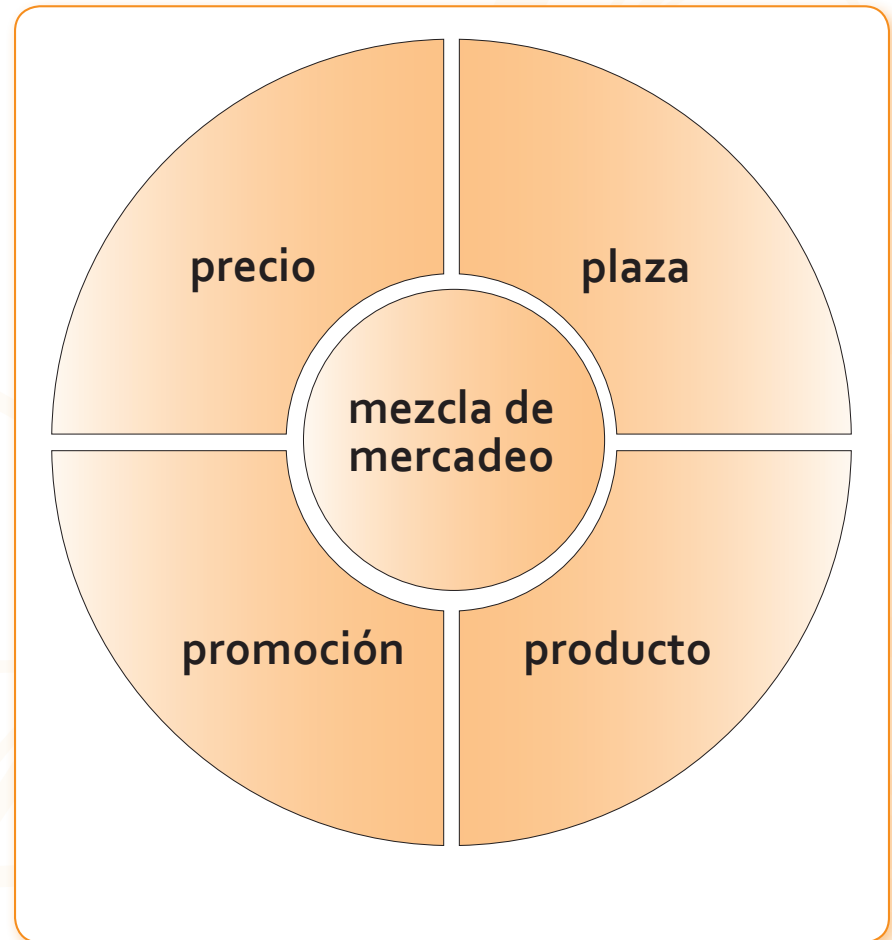 precio
plaza
mezcla de
mercadeo
promoción
producto